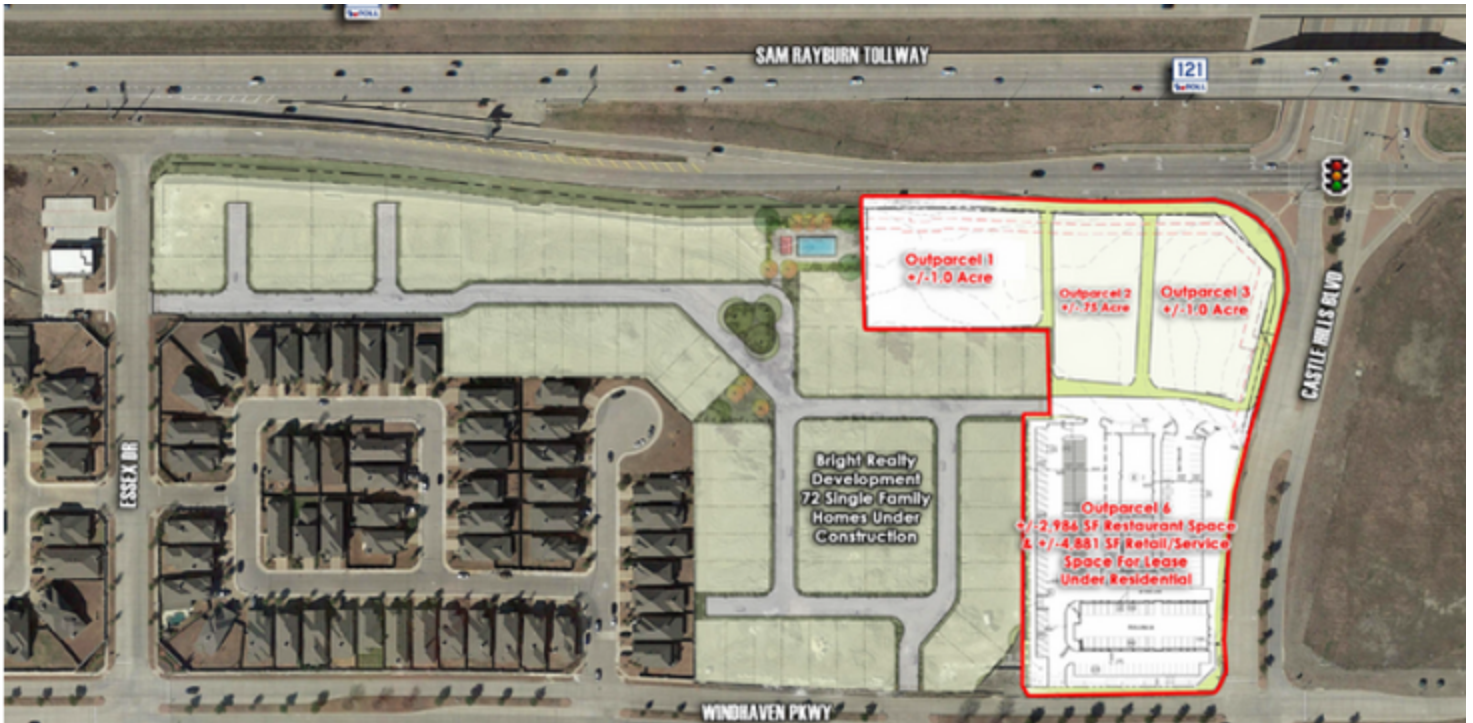 TOLL
SAM RAYBURN TOLLWAY
121
TOLL
Outparcel 1
+/-1.0 Acre
Outparcel 2
+/-.75 Acre
Outparcel 3
+/-1.0 Acre
CASTLE HILLS BLVD
ESSEX DR
Bright Realty
Development
72 Single Family
Homes Under
Construction
Outparcel 6
+/-2,986 SF Restaurant Space
& +/-4,881 SF Retail/Service
Space For Lease
Under Residential
WINDHAVEN PKWY